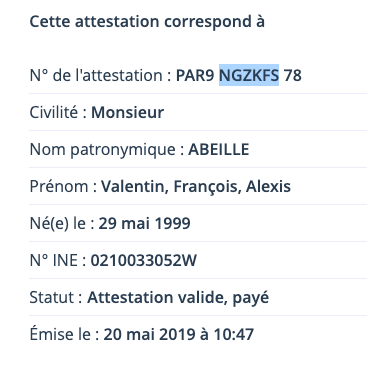 Cette attestation correspond à
N° de l'attestation : PAR9 NGZKFS 78
Civilité : Monsieur
Nom patronymique : ABEILLE
Prénom : Valentin, François, Alexis
Né(e) le : 29 mai 1999
N° INE : 0210033052W
Statut : Attestation valide, payé
Émise le : 20 mai 2019 à 10:47